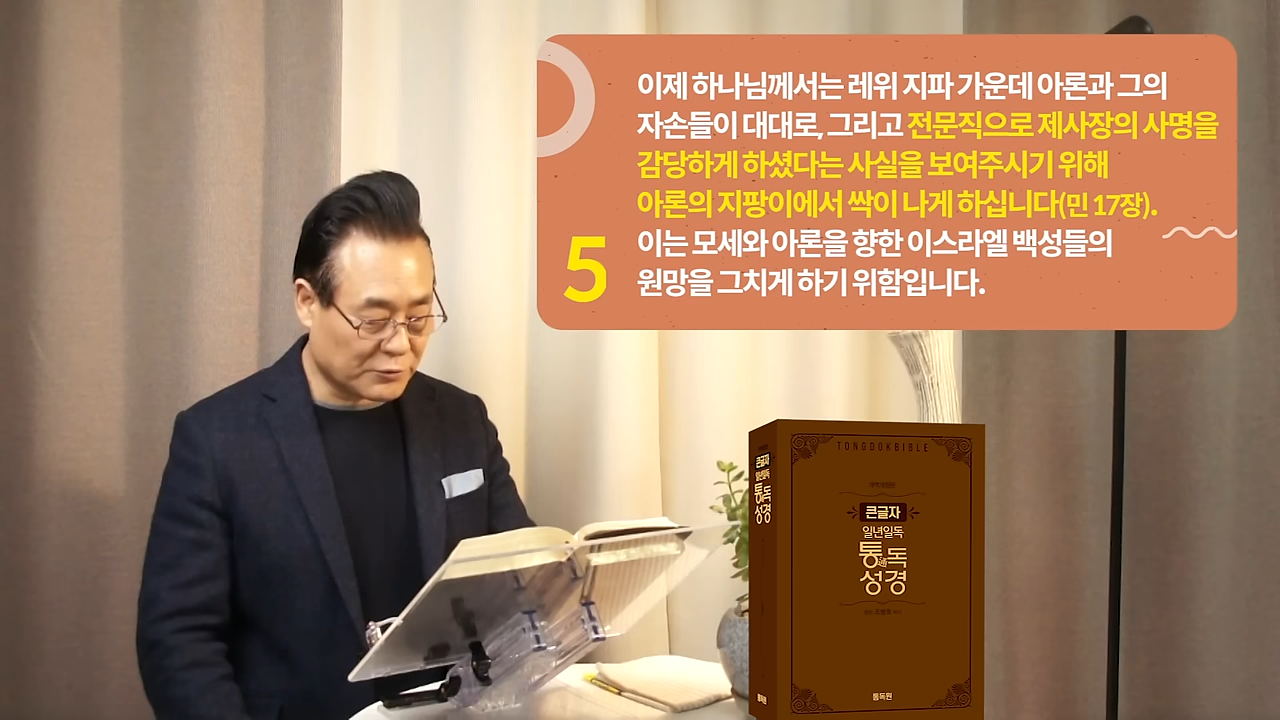 이제 하나님께서는 레위 지파 가운데 아론과 그의
자손들이 대대로, 그리고 전문직으로 제사장의 사명을
감당하게 하셨다는 사실을 보여주시기 위해
아론의 지팡이에서 싹이 나게 하십니다(민 17장).
5
이는 모세와 아론을 향한 이스라엘 백성들의
원망을 그치게 하기 위함입니다.
TONGDOKBIBLE
큰글자
일년일독
통독
성경
통독원
큰글자
일년일독
통독
성경
통독원